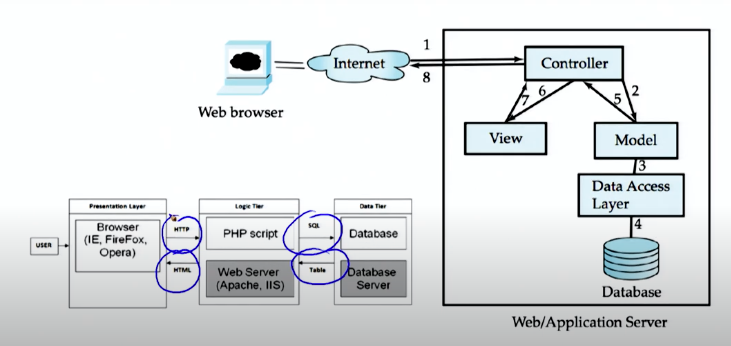 1
Internet
8
Controller
Web browser
7
6
5
2
View
Model
3
Data Access
Layer
4
Database
Web/Application Server
Presentation Layer
Logic Tier
Data Tier
USER
Browser
(IE, FireFox,
Opera)
HTTP
HTML
PHP script
Web Server
(Apache, IIS)
SQL
Table
Database
Database
Server